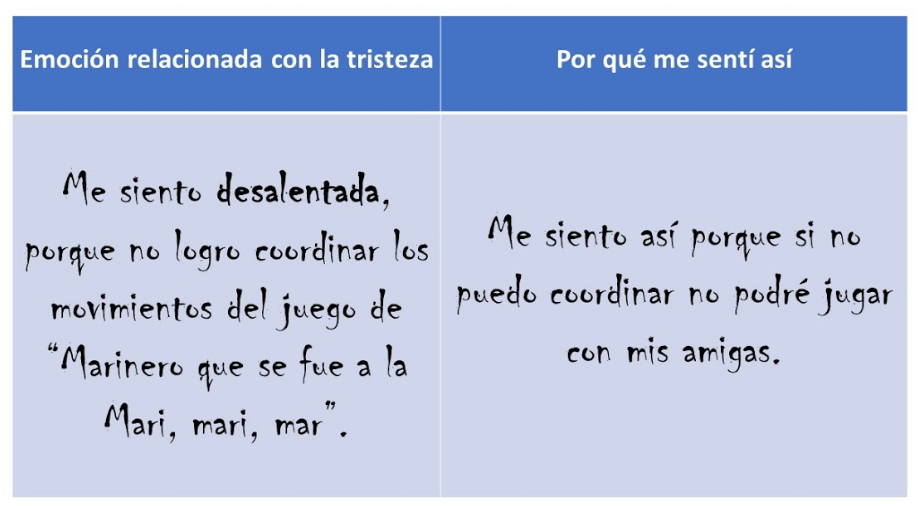 Emoción relacionada con la tristeza
Por qué me sentí así
Me siento desalentada,
porque no logro coordinar los
movimientos del juego de
“Marinero que se fue a la
Mari, mari, mar”.
Me siento así porque si no
puedo coordinar no podré jugar
con mis amigas.